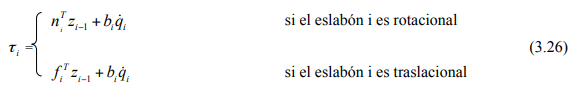 n_i^T z_{i-1} + b_i q̇_i si el eslabón i es rotacional
τ_i = (3.26)
f_i^T z_{i-1} + b_i q̇_i si el eslabón i es traslacional